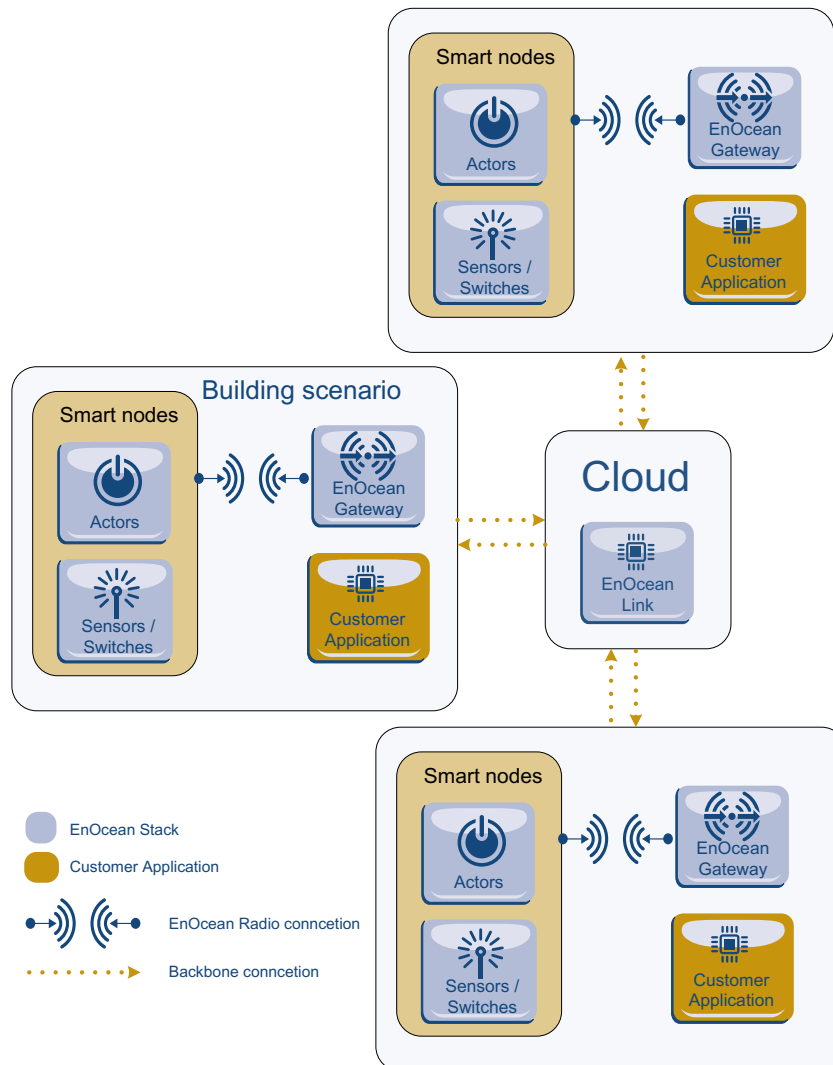 Smart nodes
Actors
Sensors /
Switches
EnOcean
Gateway
Customer
Application
Building scenario
Smart nodes
Actors
Sensors /
Switches
EnOcean
Gateway
Customer
Application
Cloud
EnOcean
Link
Smart nodes
Actors
Sensors /
Switches
EnOcean
Gateway
Customer
Application
EnOcean Stack
Customer Application
EnOcean Radio conncetion
Backbone conncetion